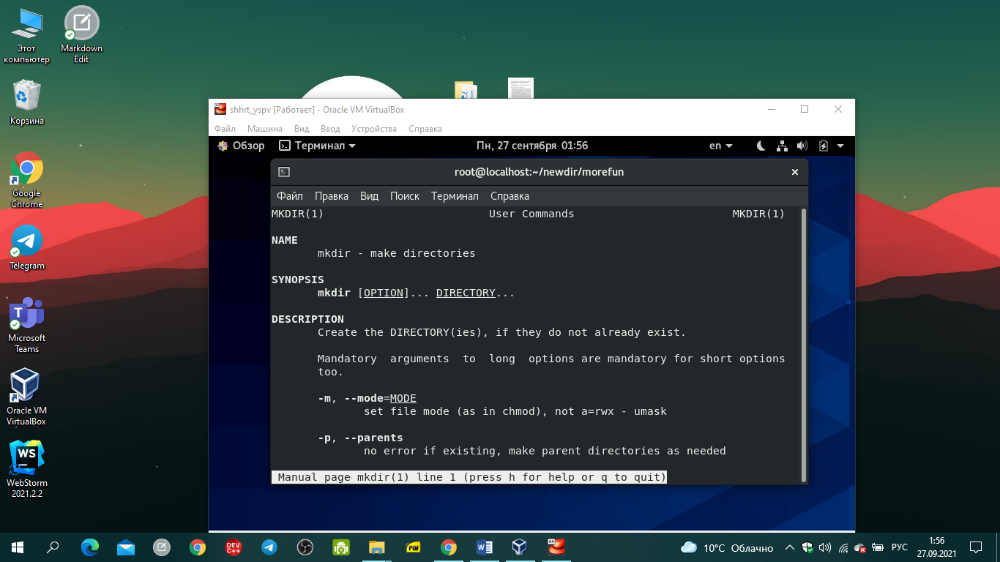 Этот
компьютер
Markdown
Edit
Корзина
Google
Chrome
Telegram
Microsoft
Teams
Oracle VM
VirtualBox
WS
WebStorm
2021.2.2
shhrt_yspv [Работает] - Oracle VM VirtualBox
Файл Машина Вид Ввод Устройства Справка
Обзор Терминал Пн, 27 сентября 01:56 en
root@localhost:~/newdir/morefun
Файл Правка Вид Поиск Терминал Справка
MKDIR(1) User Commands MKDIR(1)
NAME
mkdir - make directories
SYNOPSIS
mkdir [OPTION]... DIRECTORY...
DESCRIPTION
Create the DIRECTORY(ies), if they do not already exist.
Mandatory arguments to long options are mandatory for short options
too.
-m, --mode=MODE
set file mode (as in chmod), not a=rwx - umask
-p, --parents
no error if existing, make parent directories as needed
Manual page mkdir(1) line 1 (press h for help or q to quit)
DEV
C++
PDF
10°C Облачно
РУС
1:56
27.09.2021